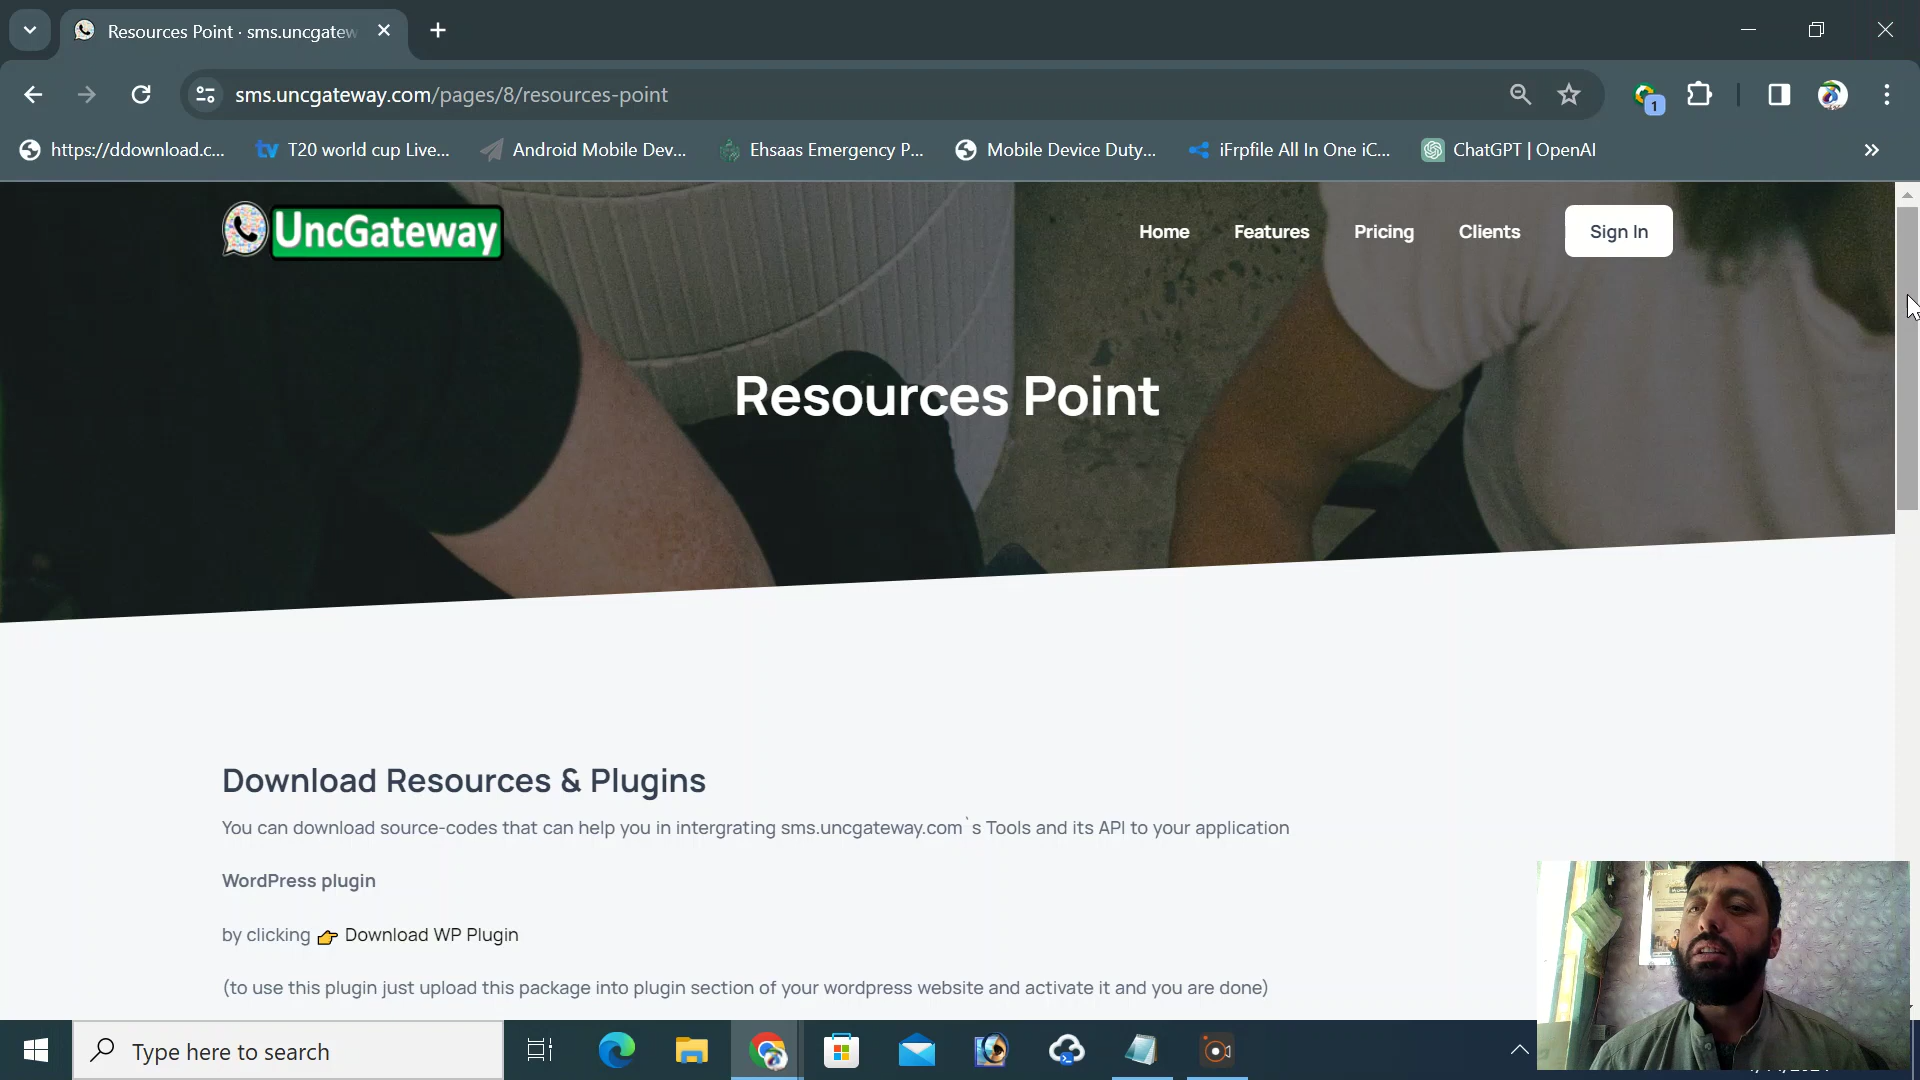 Resources Point · sms.uncgatew
sms.uncgateway.com/pages/8/resources-point
1
https://ddownload.c...
T20 world cup Live...
Android Mobile Dev...
Ehsaas Emergency P...
Mobile Device Duty...
iFrpfile All In One iC...
ChatGPT | OpenAI
UncGateway
Home
Features
Pricing
Clients
Sign In
Resources Point
Download Resources & Plugins
You can download source-codes that can help you in intergrating sms.uncgateway.com`s Tools and its API to your application
WordPress plugin
by clicking 👉 Download WP Plugin
(to use this plugin just upload this package into plugin section of your wordpress website and activate it and you are done)
Type here to search